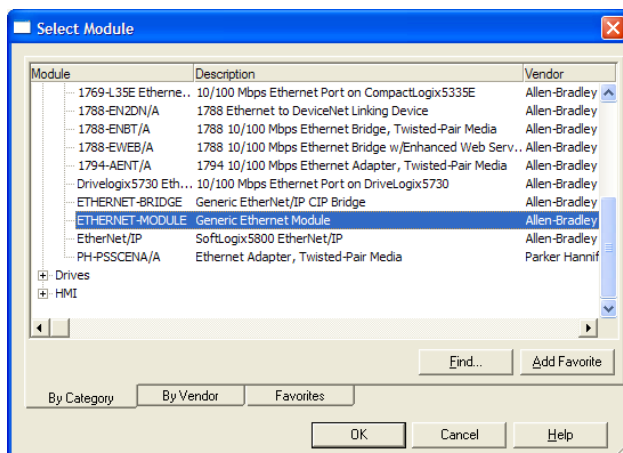 Select Module
Module Description Vendor
1769-L35E Etherne.. 10/100 Mbps Ethernet Port on CompactLogix5335E Allen-Bradley
1788-EN2DN/A 1788 Ethernet to DeviceNet Linking Device Allen-Bradley
1788-ENBT/A 1788 10/100 Mbps Ethernet Bridge, Twisted-Pair Media Allen-Bradley
1788-EWEB/A 1788 10/100 Mbps Ethernet Bridge w/Enhanced Web Serv.. Allen-Bradley
1794-AENT/A 1794 10/100 Mbps Ethernet Adapter, Twisted-Pair Media Allen-Bradley
Drivelogix5730 Eth... 10/100 Mbps Ethernet Port on DriveLogix5730 Allen-Bradley
ETHERNET-BRIDGE Generic EtherNet/IP CIP Bridge Allen-Bradley
ETHERNET-MODULE Generic Ethernet Module Allen-Bradley
EtherNet/IP SoftLogix5800 EtherNet/IP Allen-Bradley
PH-PSSCENA/A Ethernet Adapter, Twisted-Pair Media Parker Hannif
Drives
HMI
Find... Add Favorite
By Category By Vendor Favorites
OK Cancel Help